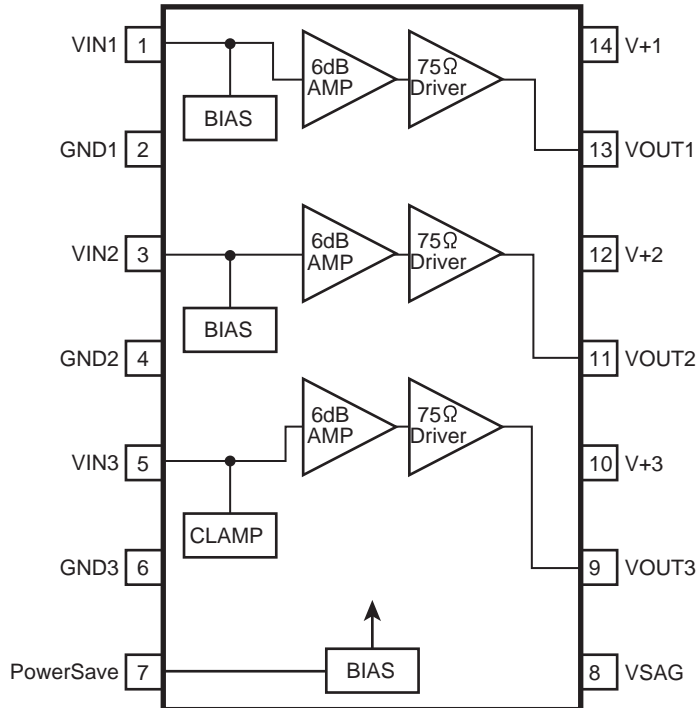 VIN1 1
6dB
AMP
75Ω
Driver
14 V+1
BIAS
GND1 2
13 VOUT1
VIN2 3
6dB
AMP
75Ω
Driver
12 V+2
BIAS
GND2 4
11 VOUT2
6dB
AMP
75Ω
Driver
VIN3 5
10 V+3
CLAMP
GND3 6
9 VOUT3
PowerSave 7
BIAS
8 VSAG